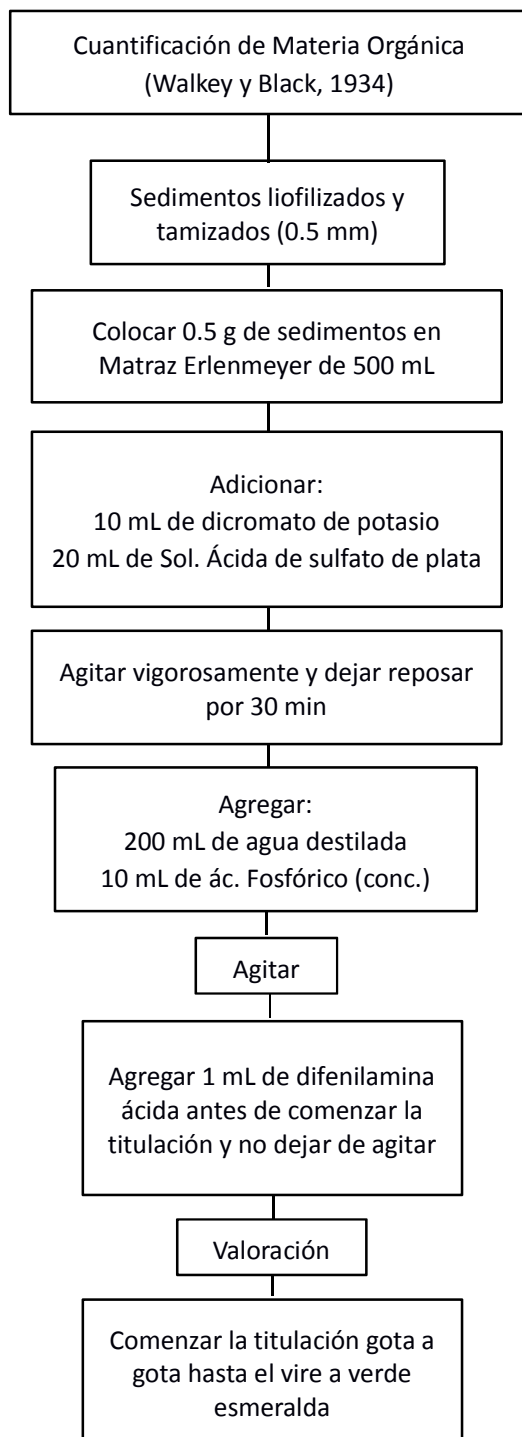 Cuantificación de Materia Orgánica
(Walkey y Black, 1934)
Sedimentos liofilizados y
tamizados (0.5 mm)
Colocar 0.5 g de sedimentos en
Matraz Erlenmeyer de 500 mL
Adicionar:
10 mL de dicromato de potasio
20 mL de Sol. Ácida de sulfato de plata
Agitar vigorosamente y dejar reposar
por 30 min
Agregar:
200 mL de agua destilada
10 mL de ác. Fosfórico (conc.)
Agitar
Agregar 1 mL de difenilamina
ácida antes de comenzar la
titulación y no dejar de agitar
Valoración
Comenzar la titulación gota a
gota hasta el vire a verde
esmeralda